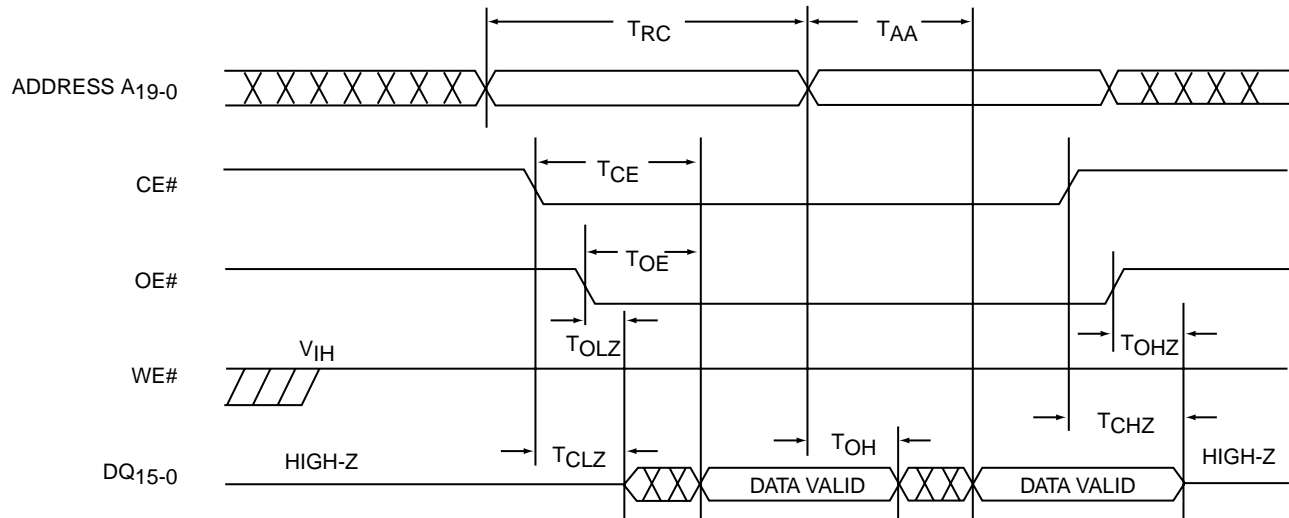 TRC
TAA
ADDRESS A19-0
TCE
CE#
TOE
OE#
TOLZ
TOHZ
VIH
WE#
TCHZ
TCLZ
TOH
HIGH-Z
HIGH-Z
DQ15-0
DATA VALID
DATA VALID